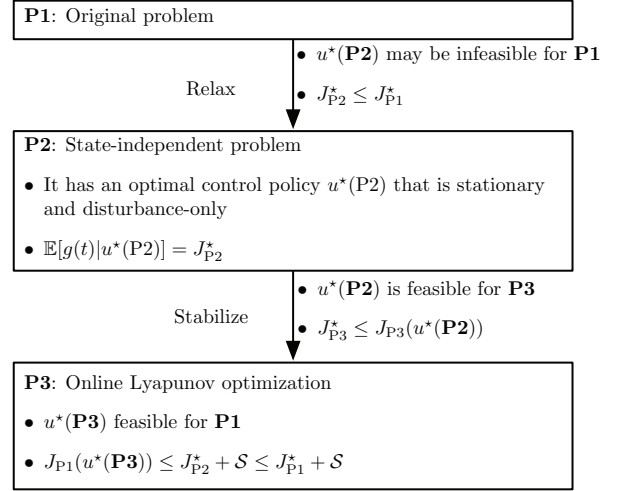 P1: Original problem
• u⋆(P2) may be infeasible for P1
Relax
• J⋆P2 ≤ J⋆P1
P2: State-independent problem
• It has an optimal control policy u⋆(P2) that is stationary
and disturbance-only
• 𝔼[g(t)|u⋆(P2)] = J⋆P2
• u⋆(P2) is feasible for P3
Stabilize
• J⋆P3 ≤ JP3(u⋆(P2))
P3: Online Lyapunov optimization
• u⋆(P3) feasible for P1
• JP1(u⋆(P3)) ≤ J⋆P2 + 𝒮 ≤ J⋆P1 + 𝒮